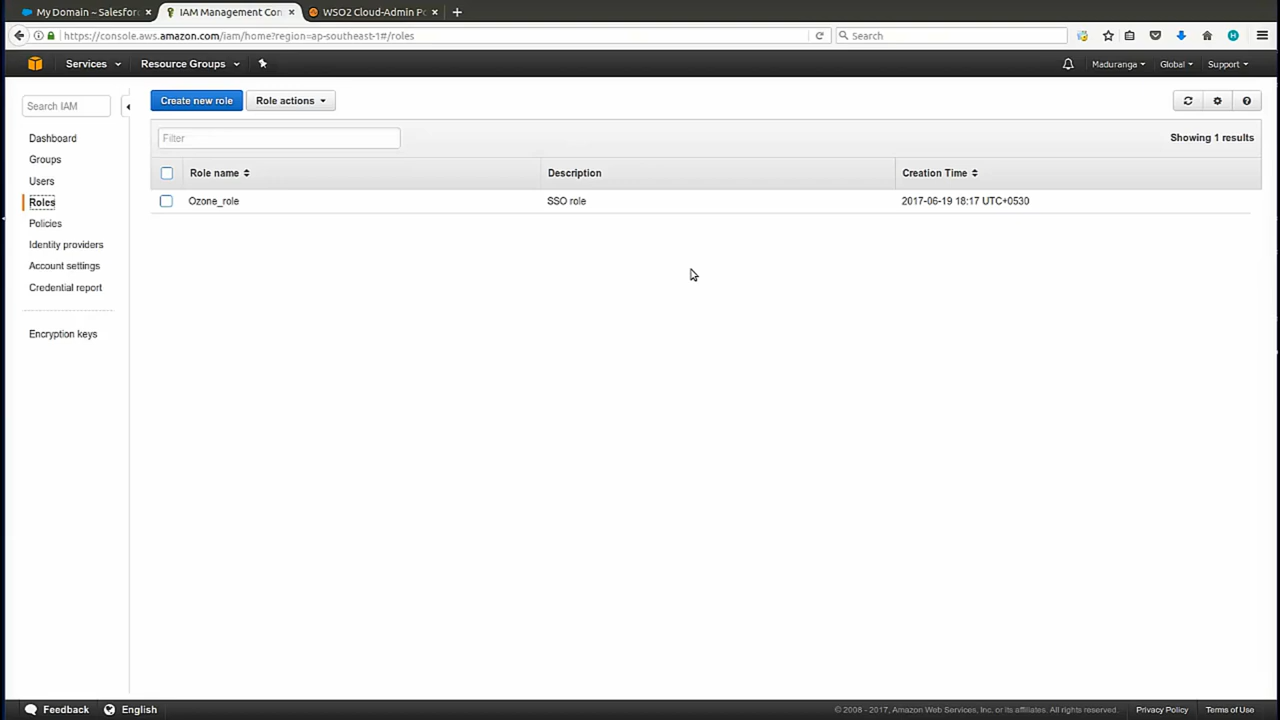 My Domain ~ Salesfor × IAM Management Con × WSO2 Cloud-Admin Po × +
https://console.aws.amazon.com/iam/home?region=ap-southeast-1#/roles Search H
Services Resource Groups Maduranga Global Support
Search IAM Create new role Role actions
Dashboard Filter Showing 1 results
Groups
Role name Description Creation Time
Users
Roles Ozone_role SSO role 2017-06-19 18:17 UTC+0530
Policies
Identity providers
Account settings
Credential report
Encryption keys
Feedback English © 2008 - 2017, Amazon Web Services, Inc. or its affiliates. All rights reserved. Privacy Policy Terms of Use